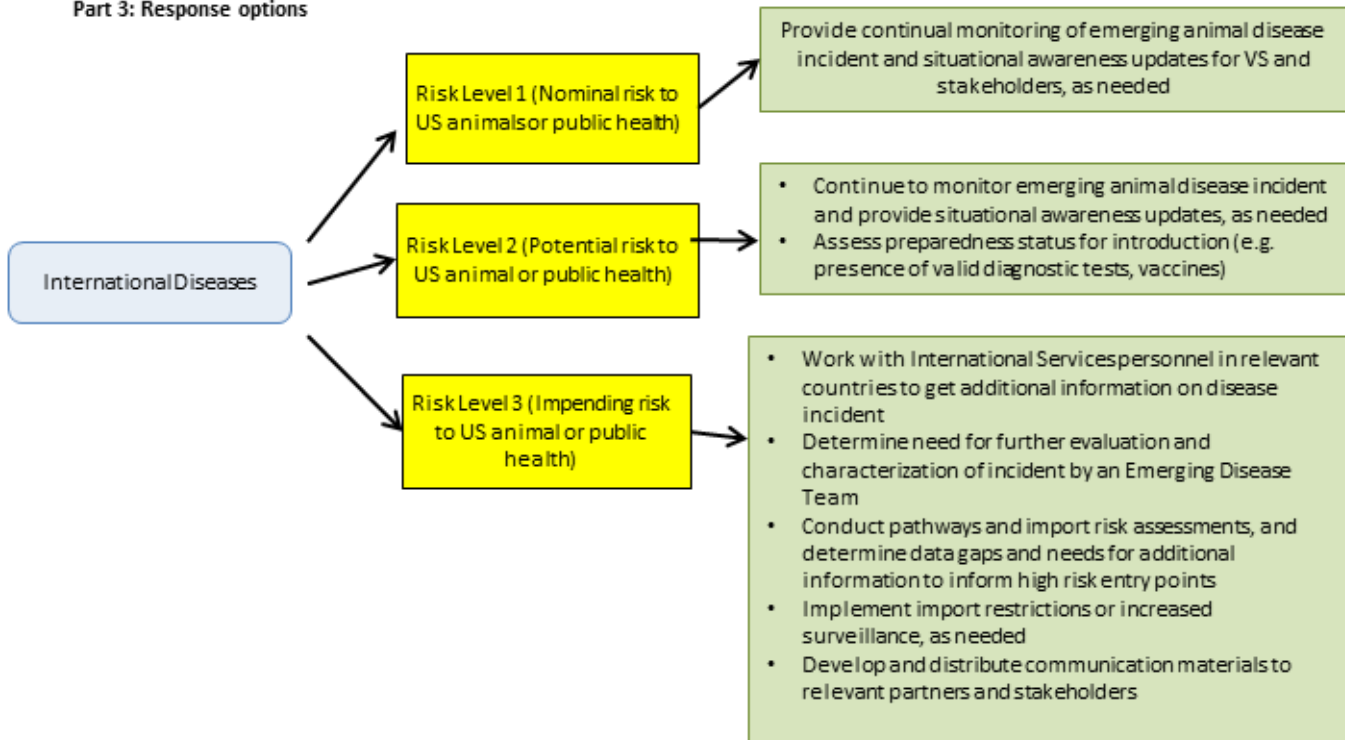 Part 3: Response options
Provide continual monitoring of emerging animal disease
incident and situational awareness updates for VS and
stakeholders, as needed
Risk Level 1 (Nominal risk to
US animals or public health)
• Continue to monitor emerging animal disease incident
and provide situational awareness updates, as needed
• Assess preparedness status for introduction (e.g.
presence of valid diagnostic tests, vaccines)
Risk Level 2 (Potential risk to
US animal or public health)
International Diseases
• Work with International Services personnel in relevant
countries to get additional information on disease
incident
• Determine need for further evaluation and
characterization of incident by an Emerging Disease
Team
• Conduct pathways and import risk assessments, and
determine data gaps and needs for additional
information to inform high risk entry points
• Implement import restrictions or increased
surveillance, as needed
• Develop and distribute communication materials to
relevant partners and stakeholders
Risk Level 3 (Impending risk
to US animal or public
health)